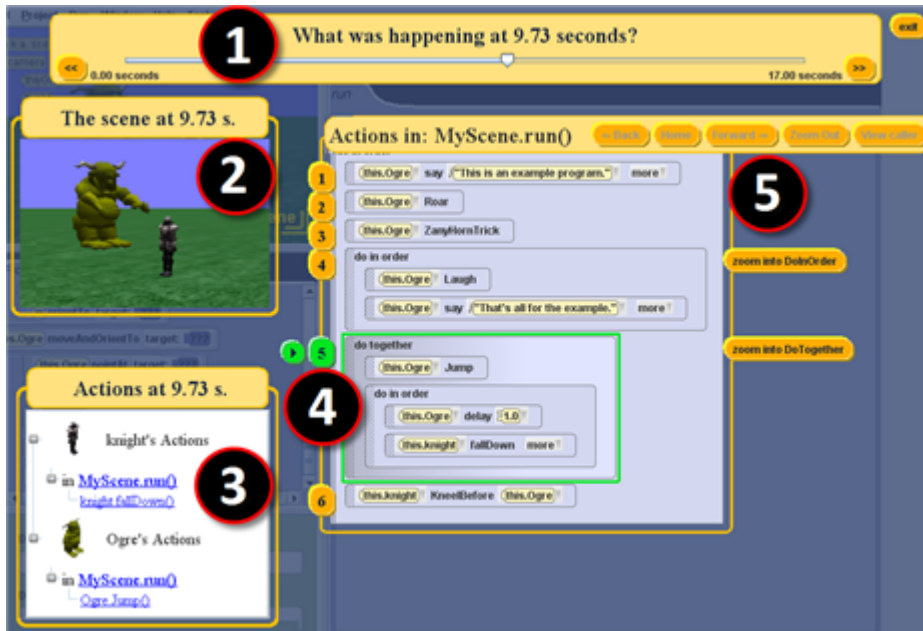 What was happening at 9.73 seconds?
exit
1
<<
>>
0.00 seconds
17.00 seconds
The scene at 9.73 s.
2
Actions in: MyScene.run()
<- Back
Home
Forward ->
Zoom Out
View caller
5
1
this.Ogre say "This is an example program." more
2
this.Ogre Roar
3
this.Ogre ZanyHornTrick
4
do in order
zoom into DoInOrder
this.Ogre Laugh
this.Ogre say "That's all for the example." more
5
do together
zoom into DoTogether
this.Ogre Jump
do in order
this.Ogre delay 1.0
this.knight fallDown more
4
6
this.knight KneelBefore this.Ogre
Actions at 9.73 s.
knight's Actions
in MyScene.run()
knight.fallDown()
3
Ogre's Actions
in MyScene.run()
Ogre.Jump()
run
moveAndOrientTo target: ???